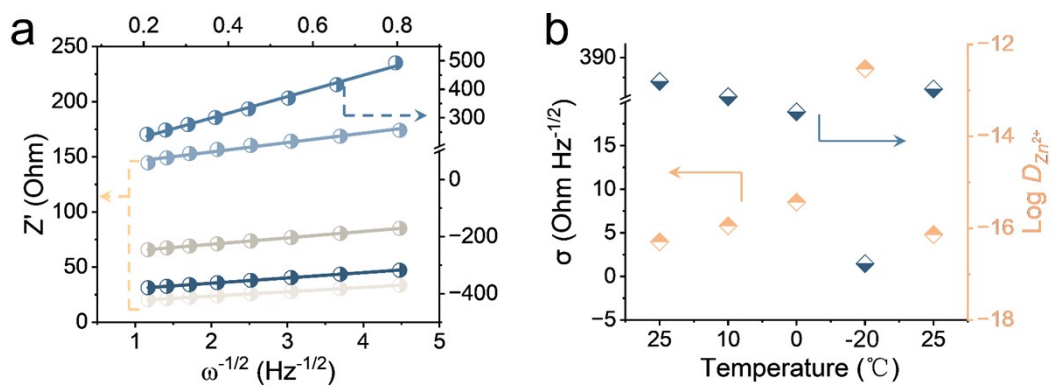 a
0.2 0.4 0.6 0.8
250
200
150
100
50
0
Z' (Ohm)
500
400
300
0
−200
−400
1 2 3 4 5
ω-1/2 (Hz-1/2)
b
390
15
10
5
0
−5
σ (Ohm Hz-1/2)
−12
−14
−16
−18
Log DZn2+
25 10 0 -20 25
Temperature (℃)